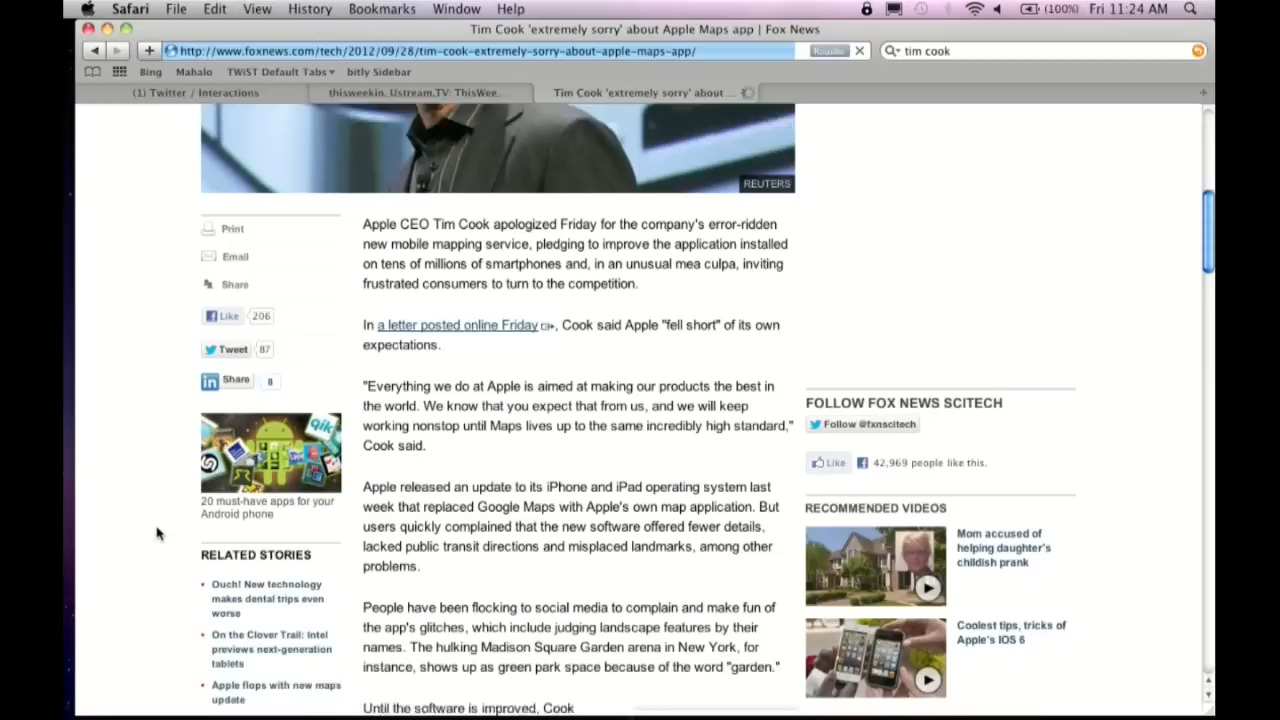 Safari File Edit View History Bookmarks Window Help (100%) Fri 11:24 AM
Tim Cook 'extremely sorry' about Apple Maps app | Fox News
http://www.foxnews.com/tech/2012/09/28/tim-cook-extremely-sorry-about-apple-maps-app/ Reader tim cook
Bing Mahalo TWiST Default Tabs bitly Sidebar
(1) Twitter / Interactions thisweekin, Ustream.TV: ThisWee... Tim Cook 'extremely sorry' about ...
REUTERS
Print
Email
Share
Like 206
Tweet 87
in Share 8
qik
20 must-have apps for your
Android phone
RELATED STORIES
Ouch! New technology
makes dental trips even
worse
On the Clover Trail: Intel
previews next-generation
tablets
Apple flops with new maps
update
Apple CEO Tim Cook apologized Friday for the company's error-ridden
new mobile mapping service, pledging to improve the application installed
on tens of millions of smartphones and, in an unusual mea culpa, inviting
frustrated consumers to turn to the competition.
In a letter posted online Friday, Cook said Apple "fell short" of its own
expectations.
"Everything we do at Apple is aimed at making our products the best in
the world. We know that you expect that from us, and we will keep
working nonstop until Maps lives up to the same incredibly high standard,"
Cook said.
Apple released an update to its iPhone and iPad operating system last
week that replaced Google Maps with Apple's own map application. But
users quickly complained that the new software offered fewer details,
lacked public transit directions and misplaced landmarks, among other
problems.
People have been flocking to social media to complain and make fun of
the app's glitches, which include judging landscape features by their
names. The hulking Madison Square Garden arena in New York, for
instance, shows up as green park space because of the word "garden."
Until the software is improved, Cook
FOLLOW FOX NEWS SCITECH
Follow @fxnscitech
Like 42,969 people like this.
RECOMMENDED VIDEOS
Mom accused of
helping daughter's
childish prank
Coolest tips, tricks of
Apple's IOS 6